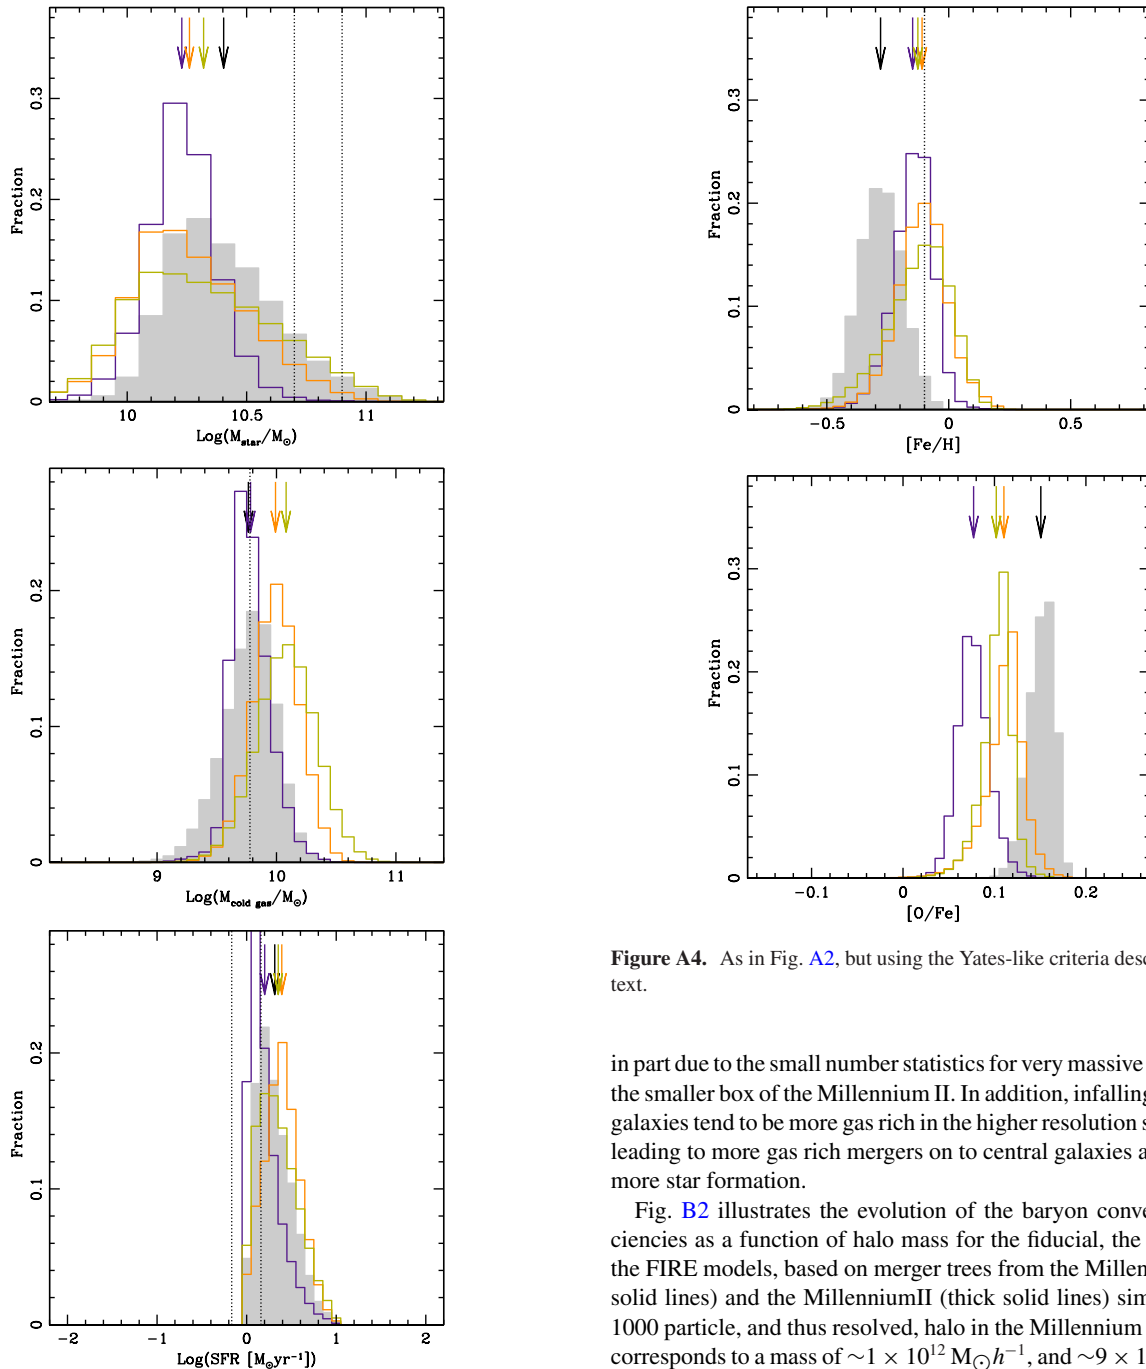 0.3
0.2
0.1
0
Fraction
10
10.5
11
Log(M_star/M_⊙)
0.2
0.1
0
Fraction
9
10
11
Log(M_cold gas/M_⊙)
0.2
0.1
0
Fraction
-2
-1
0
1
2
Log(SFR [M_⊙yr⁻¹])
0.3
0.2
0.1
0
Fraction
-0.5
0
0.5
[Fe/H]
0.3
0.2
0.1
0
Fraction
-0.1
0
0.1
0.2
[O/Fe]
Figure A4. As in Fig. A2, but using the Yates-like criteria desc
text.
in part due to the small number statistics for very massive
the smaller box of the Millennium II. In addition, infalling
galaxies tend to be more gas rich in the higher resolution s
leading to more gas rich mergers on to central galaxies a
more star formation.
Fig. B2 illustrates the evolution of the baryon conve
ciencies as a function of halo mass for the fiducial, the
the FIRE models, based on merger trees from the Millen
solid lines) and the MillenniumII (thick solid lines) sim
1000 particle, and thus resolved, halo in the Millennium
corresponds to a mass of ~1 × 10¹² M_⊙h⁻¹, and ~9 × 1